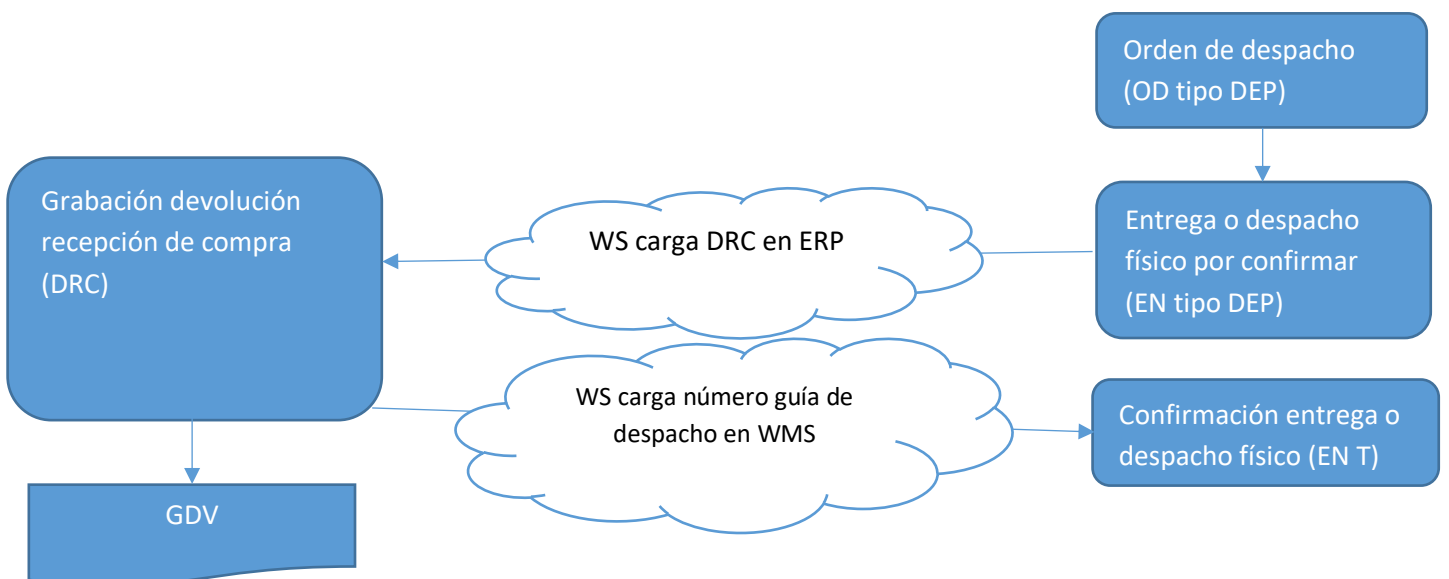 Orden de despacho
(OD tipo DEP)
Grabación devolución
recepción de compra
(DRC)
WS carga DRC en ERP
Entrega o despacho
físico por confirmar
(EN tipo DEP)
WS carga número guía de
despacho en WMS
Confirmación entrega o
despacho físico (EN T)
GDV